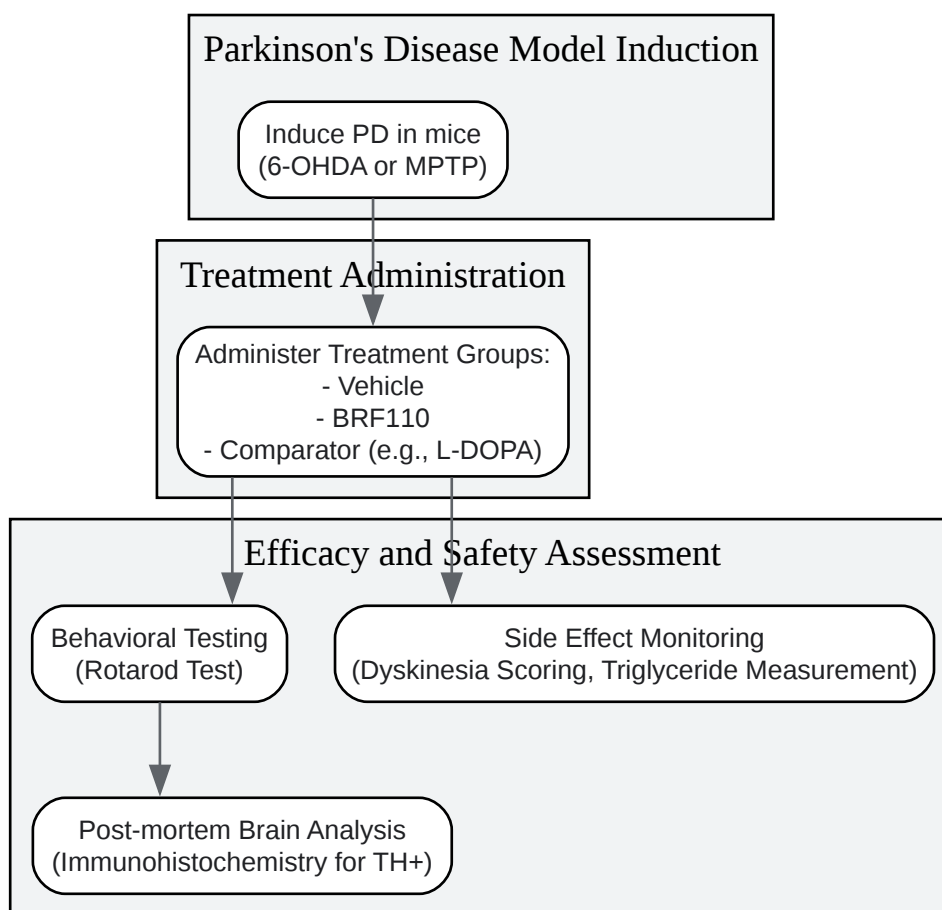 Parkinson's Disease Model Induction
Induce PD in mice
(6-OHDA or MPTP)
Treatment Administration
Administer Treatment Groups:
- Vehicle
- BRF110
- Comparator (e.g., L-DOPA)
Efficacy and Safety Assessment
Behavioral Testing
(Rotarod Test)
Side Effect Monitoring
(Dyskinesia Scoring, Triglyceride Measurement)
Post-mortem Brain Analysis
(Immunohistochemistry for TH+)